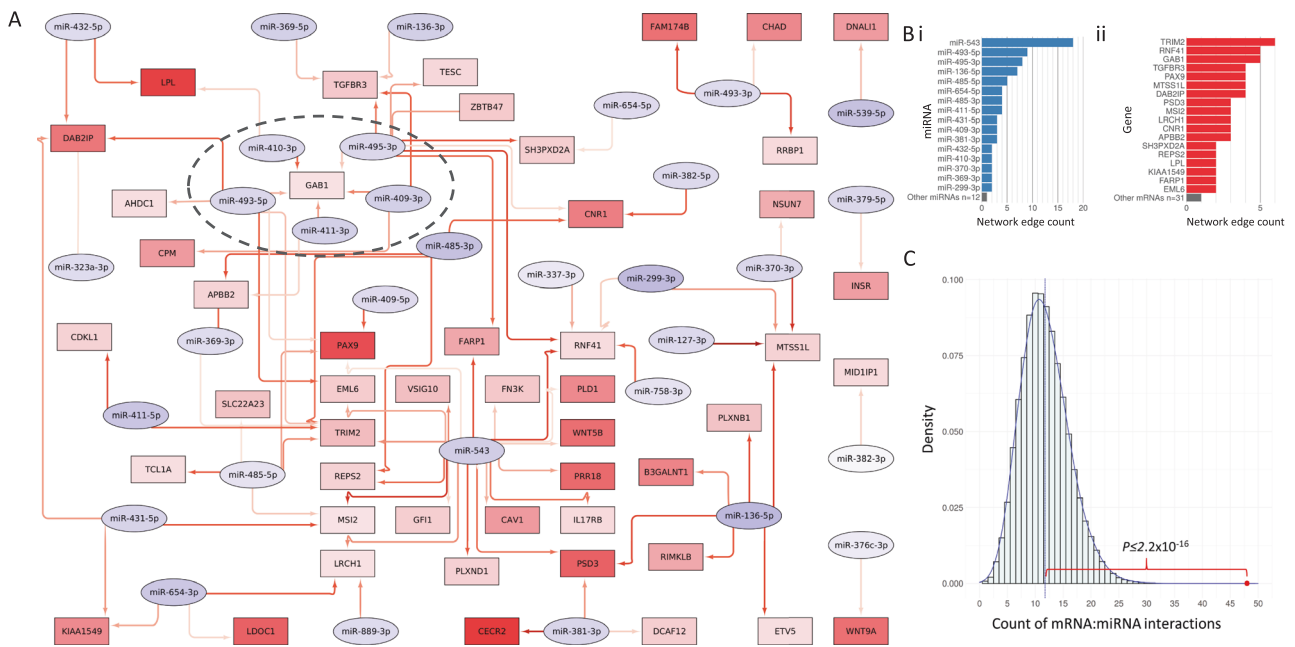 A
miR-432-5p
miR-369-5p
miR-136-3p
FAM174B
CHAD
DNALI1
LPL
TGFBR3
TESC
ZBTB47
miR-654-5p
miR-493-3p
miR-539-5p
DAB2IP
miR-410-3p
miR-495-3p
SH3PXD2A
RRBP1
GAB1
miR-382-5p
AHDC1
miR-493-5p
miR-409-3p
CNR1
NSUN7
miR-379-5p
miR-411-3p
CPM
miR-485-3p
miR-323a-3p
miR-337-3p
miR-299-3p
miR-370-3p
INSR
APBB2
miR-409-5p
CDKL1
miR-369-3p
PAX9
FARP1
RNF41
miR-127-3p
MTSS1L
EML6
VSIG10
FN3K
PLD1
miR-758-3p
MID1IP1
SLC22A23
miR-411-5p
TRIM2
WNT5B
PLXNB1
miR-543
miR-382-3p
TCL1A
miR-485-5p
REPS2
PRR18
B3GALNT1
miR-431-5p
MSI2
GFI1
CAV1
IL17RB
miR-136-5p
miR-376c-3p
LRCH1
PLXND1
PSD3
RIMKLB
miR-654-3p
KIAA1549
LDOC1
miR-889-3p
CECR2
miR-381-3p
DCAF12
ETV5
WNT9A
B i
miRNA
miR-543
miR-493-5p
miR-495-3p
miR-136-5p
miR-485-5p
miR-654-5p
miR-485-3p
miR-411-5p
miR-431-5p
miR-409-3p
miR-381-3p
miR-432-5p
miR-410-3p
miR-370-3p
miR-369-3p
miR-299-3p
Other miRNAs n=12
0 5 10 15 20
Network edge count
ii
Gene
TRIM2
RNF41
GAB1
TGFBR3
PAX9
MTSS1L
DAB2IP
PSD3
MSI2
LRCH1
CNR1
APBB2
SH3PXD2A
REPS2
LPL
KIAA1549
FARP1
EML6
Other mRNAs n=31
0 5
Network edge count
C
Density
0.100
0.075
0.050
0.025
0.000
P≤2.2x10-16
0 5 10 15 20 25 30 35 40 45 50
Count of mRNA:miRNA interactions